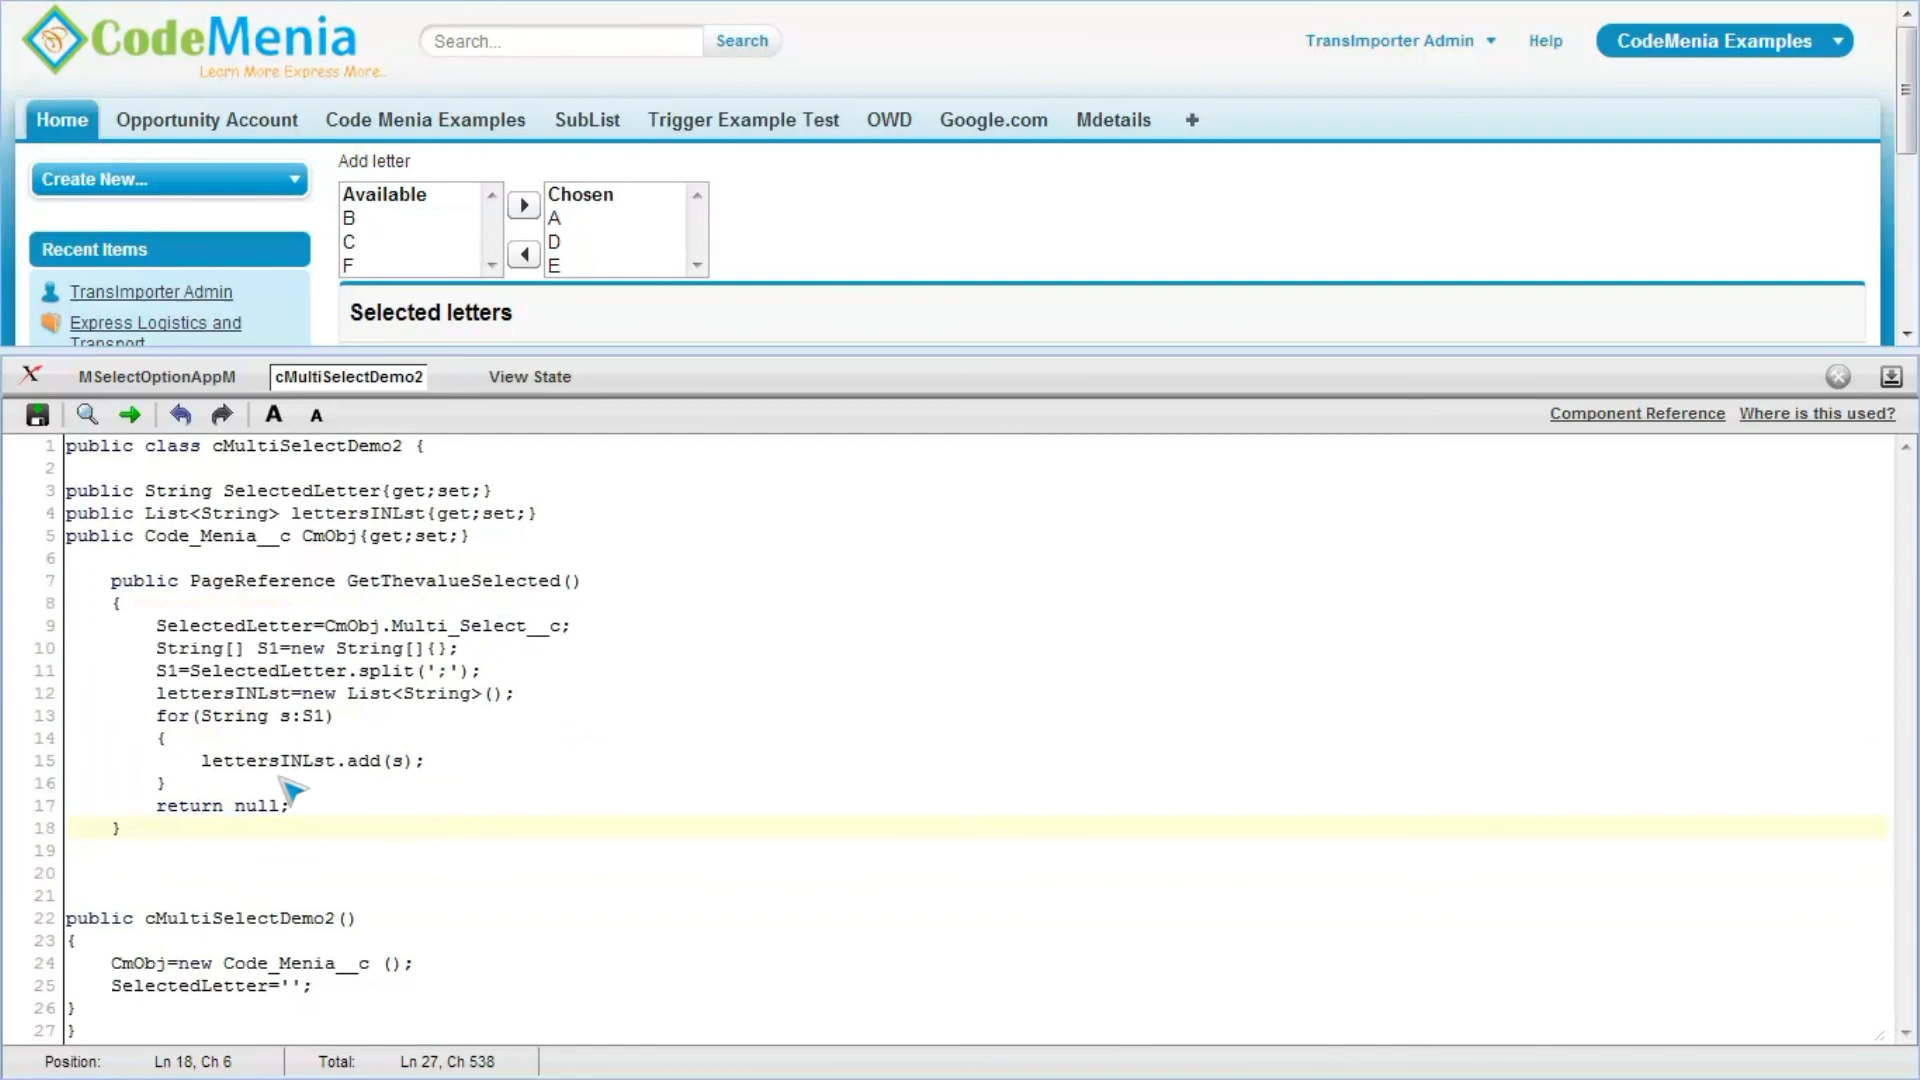 CodeMenia
Learn More Express More..
Search...
Search
TransImporter Admin
Help
CodeMenia Examples
Home
Opportunity Account
Code Menia Examples
SubList
Trigger Example Test
OWD
Google.com
Mdetails
+
Create New...
Recent Items
TransImporter Admin
Express Logistics and
Transport
Add letter
Available
B
C
F
Chosen
A
D
E
Selected letters
MSelectOptionAppM
cMultiSelectDemo2
View State
A
A
Component Reference
Where is this used?
1 public class cMultiSelectDemo2 {
2
3 public String SelectedLetter{get;set;}
4 public List<String> lettersINLst{get;set;}
5 public Code_Menia__c CmObj{get;set;}
6
7 public PageReference GetThevalueSelected()
8 {
9 SelectedLetter=CmObj.Multi_Select__c;
10 String[] S1=new String[]{};
11 S1=SelectedLetter.split(';');
12 lettersINLst=new List<String>();
13 for(String s:S1)
14 {
15 lettersINLst.add(s);
16 }
17 return null;
18 }
19
20
21
22 public cMultiSelectDemo2()
23 {
24 CmObj=new Code_Menia__c ();
25 SelectedLetter='';
26 }
27 }
Position: Ln 18, Ch 6 Total: Ln 27, Ch 538